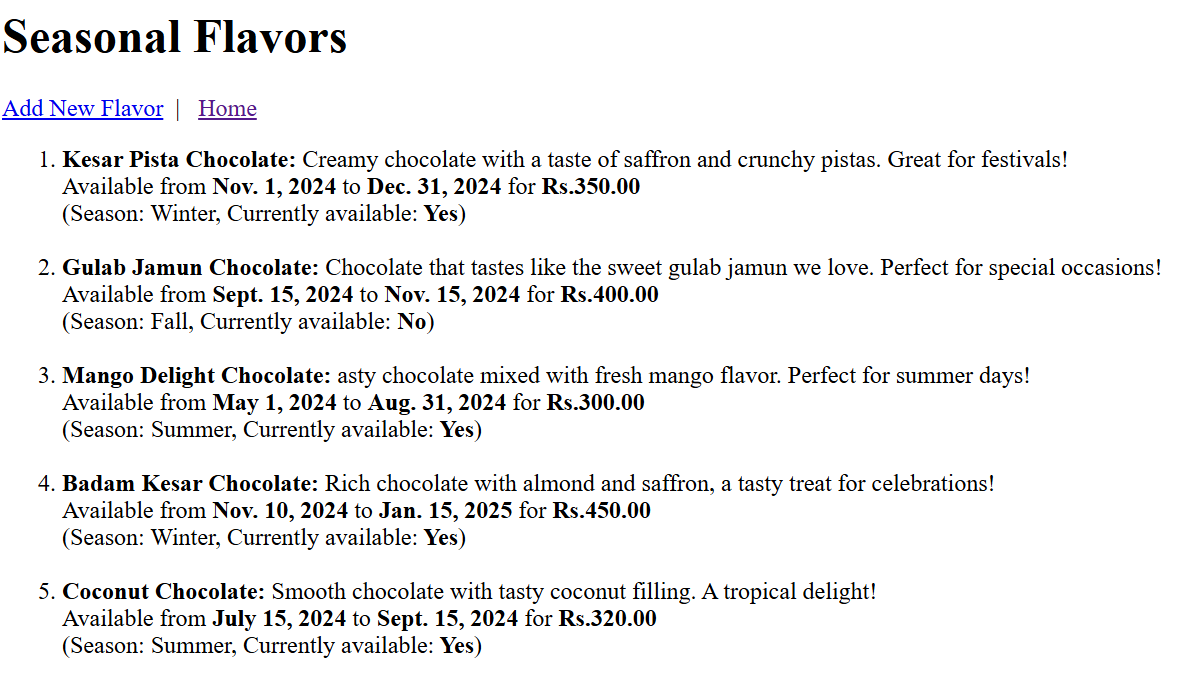 Seasonal Flavors
Add New Flavor | Home
1. Kesar Pista Chocolate: Creamy chocolate with a taste of saffron and crunchy pistas. Great for festivals!
Available from Nov. 1, 2024 to Dec. 31, 2024 for Rs.350.00
(Season: Winter, Currently available: Yes)
2. Gulab Jamun Chocolate: Chocolate that tastes like the sweet gulab jamun we love. Perfect for special occasions!
Available from Sept. 15, 2024 to Nov. 15, 2024 for Rs.400.00
(Season: Fall, Currently available: No)
3. Mango Delight Chocolate: asty chocolate mixed with fresh mango flavor. Perfect for summer days!
Available from May 1, 2024 to Aug. 31, 2024 for Rs.300.00
(Season: Summer, Currently available: Yes)
4. Badam Kesar Chocolate: Rich chocolate with almond and saffron, a tasty treat for celebrations!
Available from Nov. 10, 2024 to Jan. 15, 2025 for Rs.450.00
(Season: Winter, Currently available: Yes)
5. Coconut Chocolate: Smooth chocolate with tasty coconut filling. A tropical delight!
Available from July 15, 2024 to Sept. 15, 2024 for Rs.320.00
(Season: Summer, Currently available: Yes)